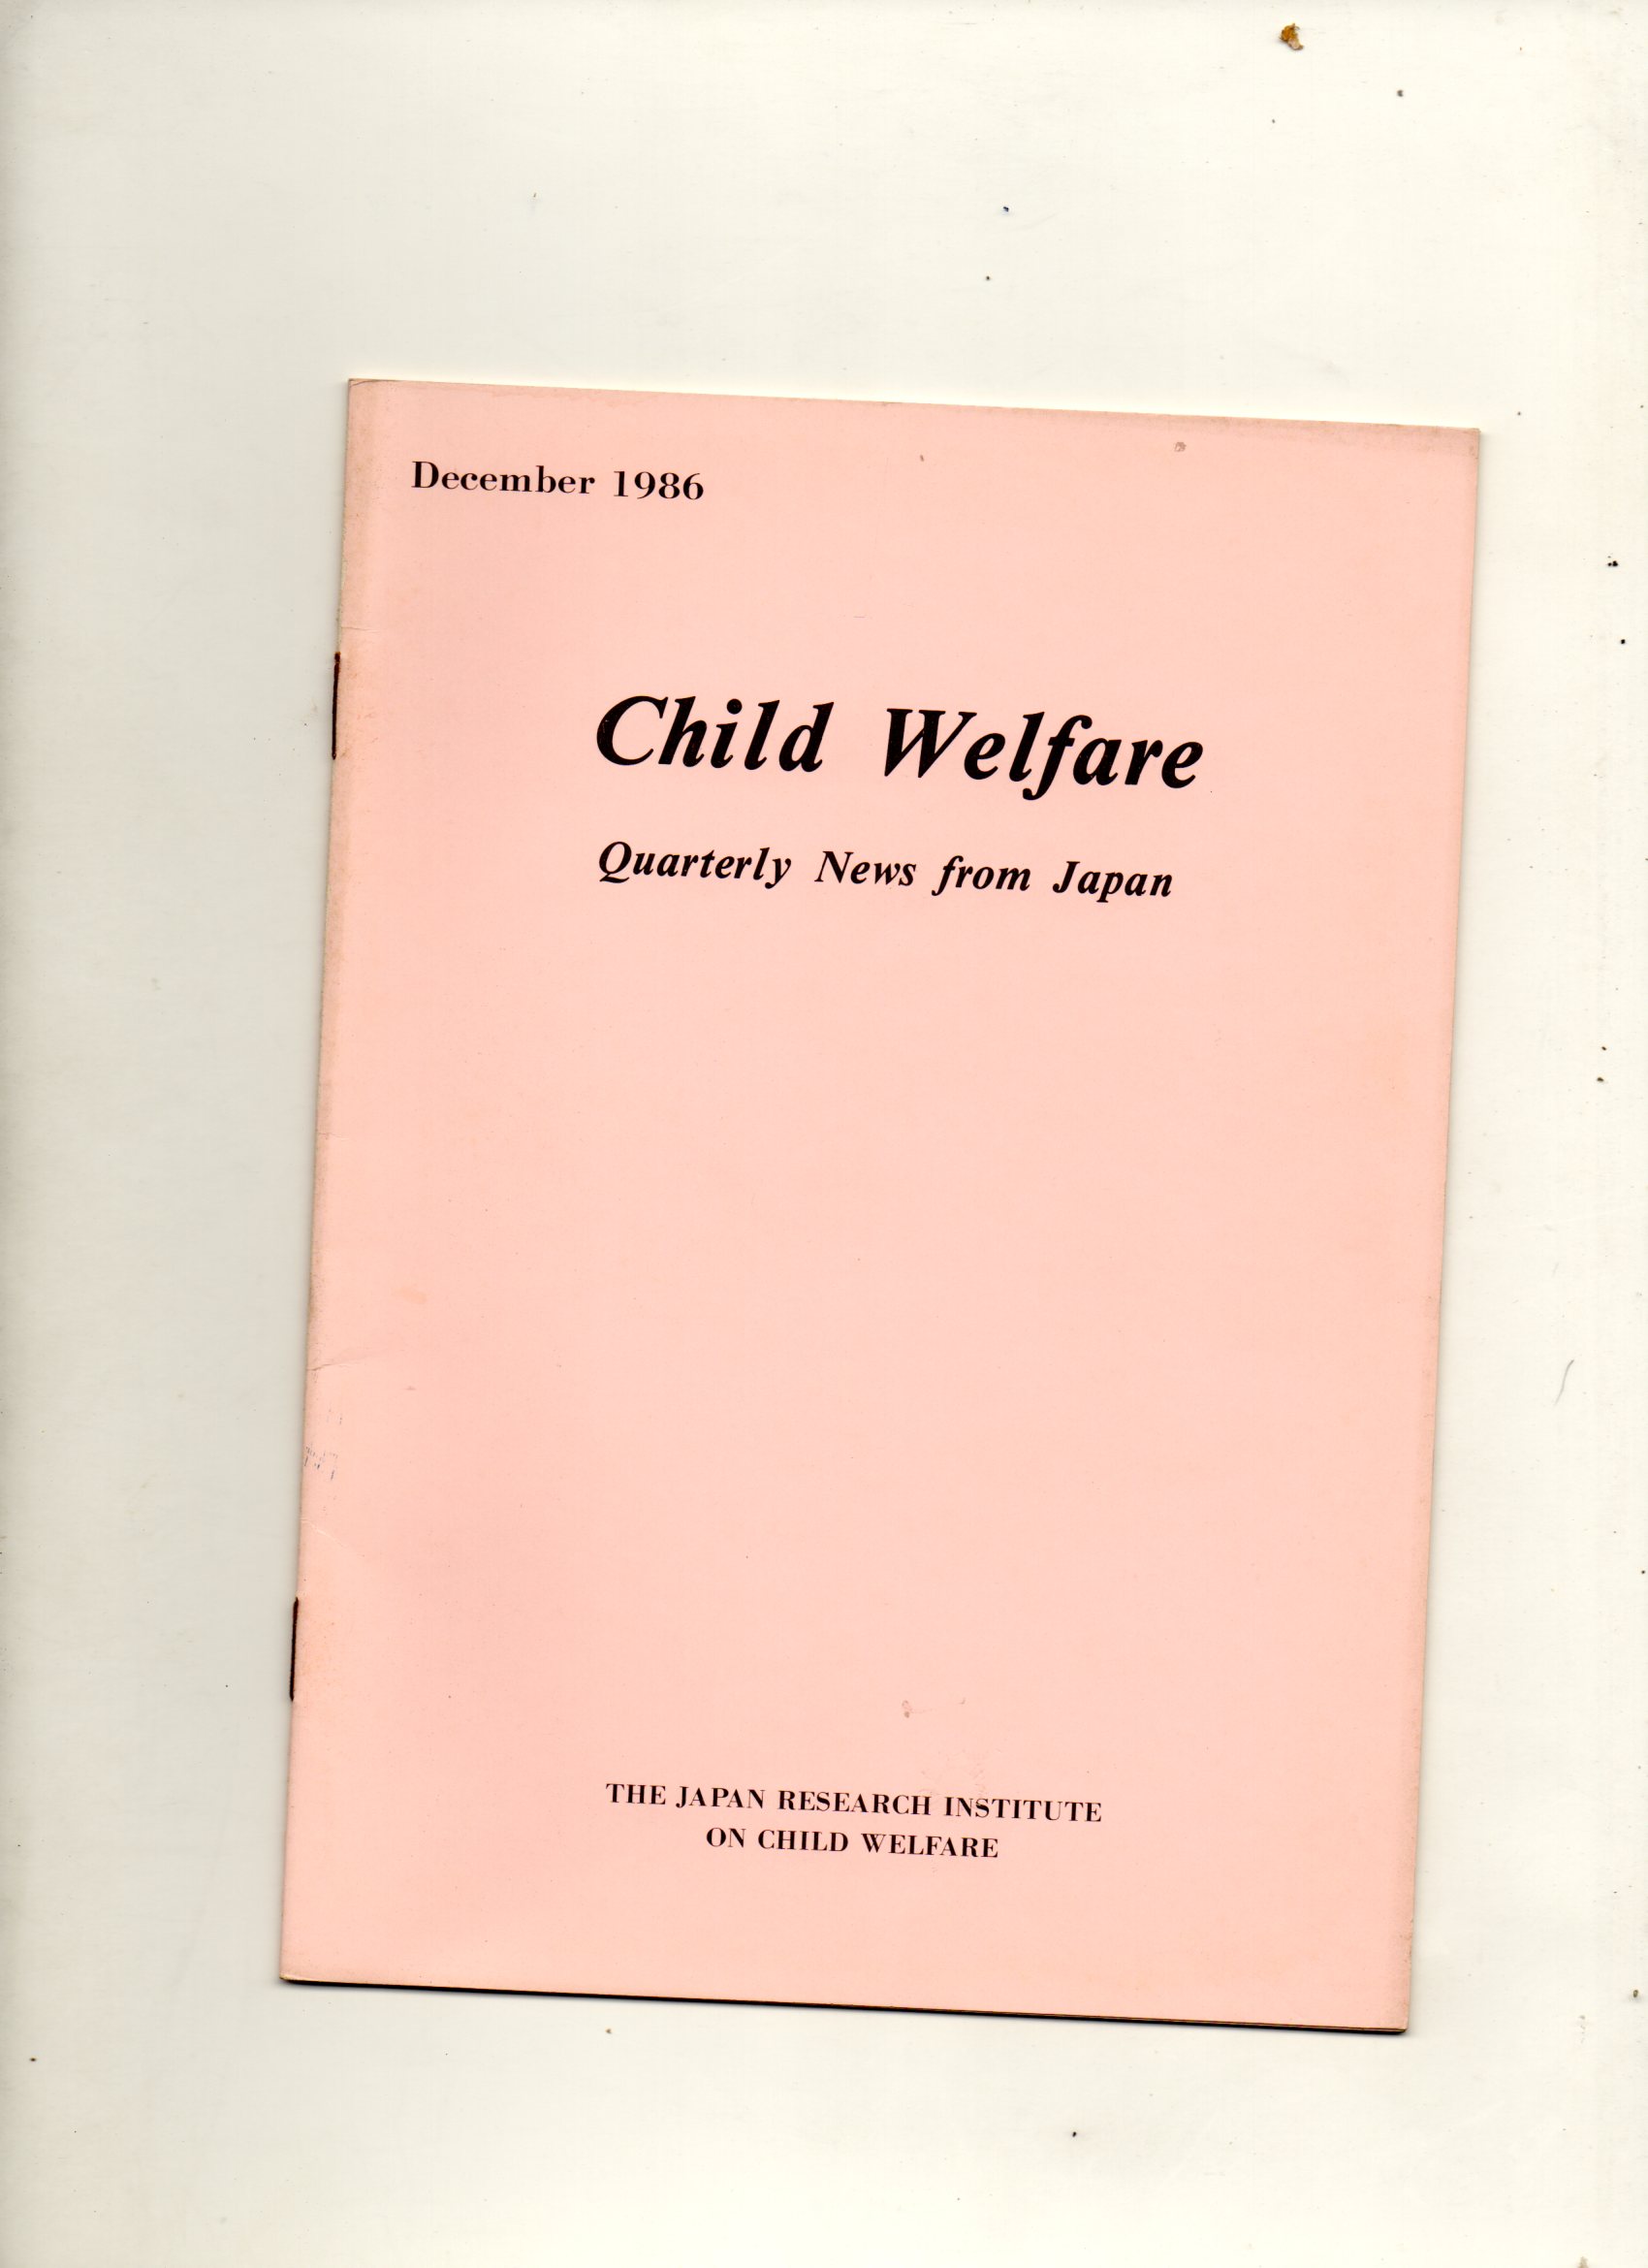 December 1986
Child Welfare
Quarterly News from Japan
THE JAPAN RESEARCH INSTITUTE
ON CHILD WELFARE